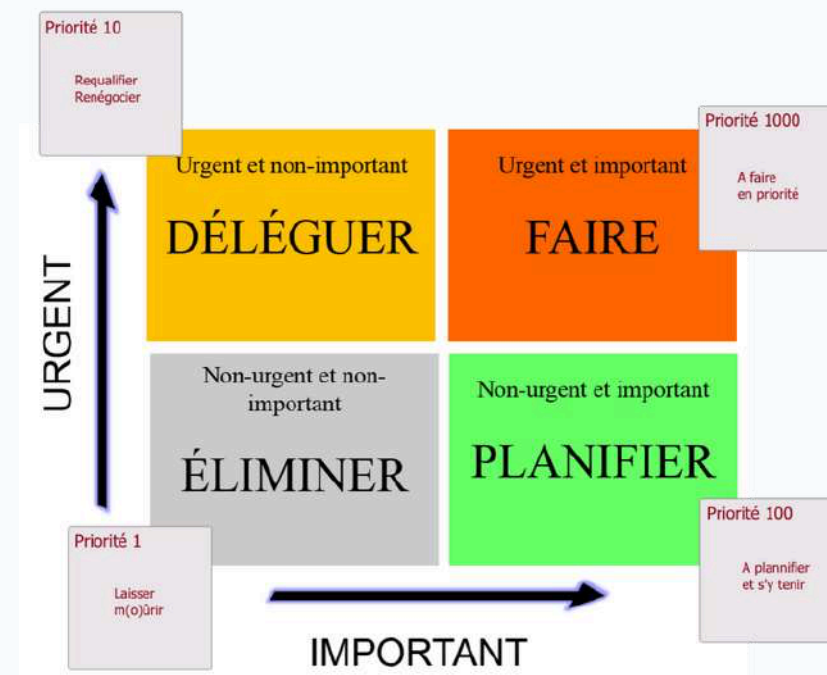 Priorité 10
Requalifier
Renégocier
Priorité 1000
A faire
en priorité
Urgent et non-important
DÉLÉGUER
Urgent et important
FAIRE
URGENT
Non-urgent et non-
important
ÉLIMINER
Non-urgent et important
PLANIFIER
Priorité 1
Laisser
m(o)ûrir
Priorité 100
A plannifier
et s'y tenir
IMPORTANT